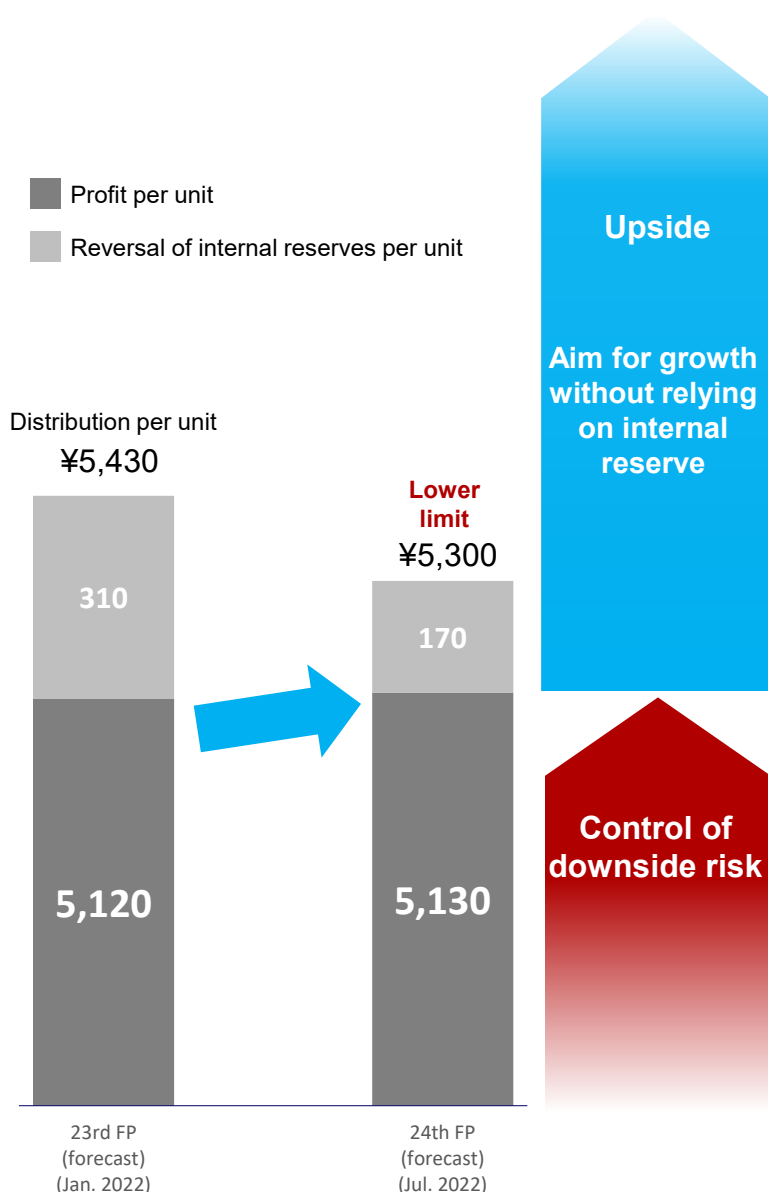 Profit per unit
Reversal of internal reserves per unit
Distribution per unit
¥5,430
310
5,120
23rd FP
(forecast)
(Jan. 2022)
Lower
limit
¥5,300
170
5,130
24th FP
(forecast)
(Jul. 2022)
Upside
Aim for growth
without relying
on internal
reserve
Control of
downside risk